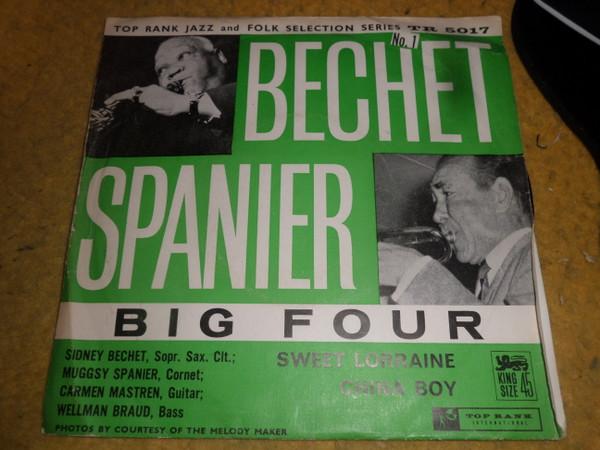 TOP RANK JAZZ and FOLK SELECTION SERIES TR 5017
No. 1
BECHET
SPANIER
BIG FOUR
SIDNEY BECHET, Sopr. Sax. Clt.;
MUGGSY SPANIER, Cornet;
CARMEN MASTREN, Guitar;
WELLMAN BRAUD, Bass
SWEET LORRAINE
CHINA BOY
KING
SIZE 45
TOP RANK
INTERNATIONAL
PHOTOS BY COURTESY OF THE MELODY MAKER